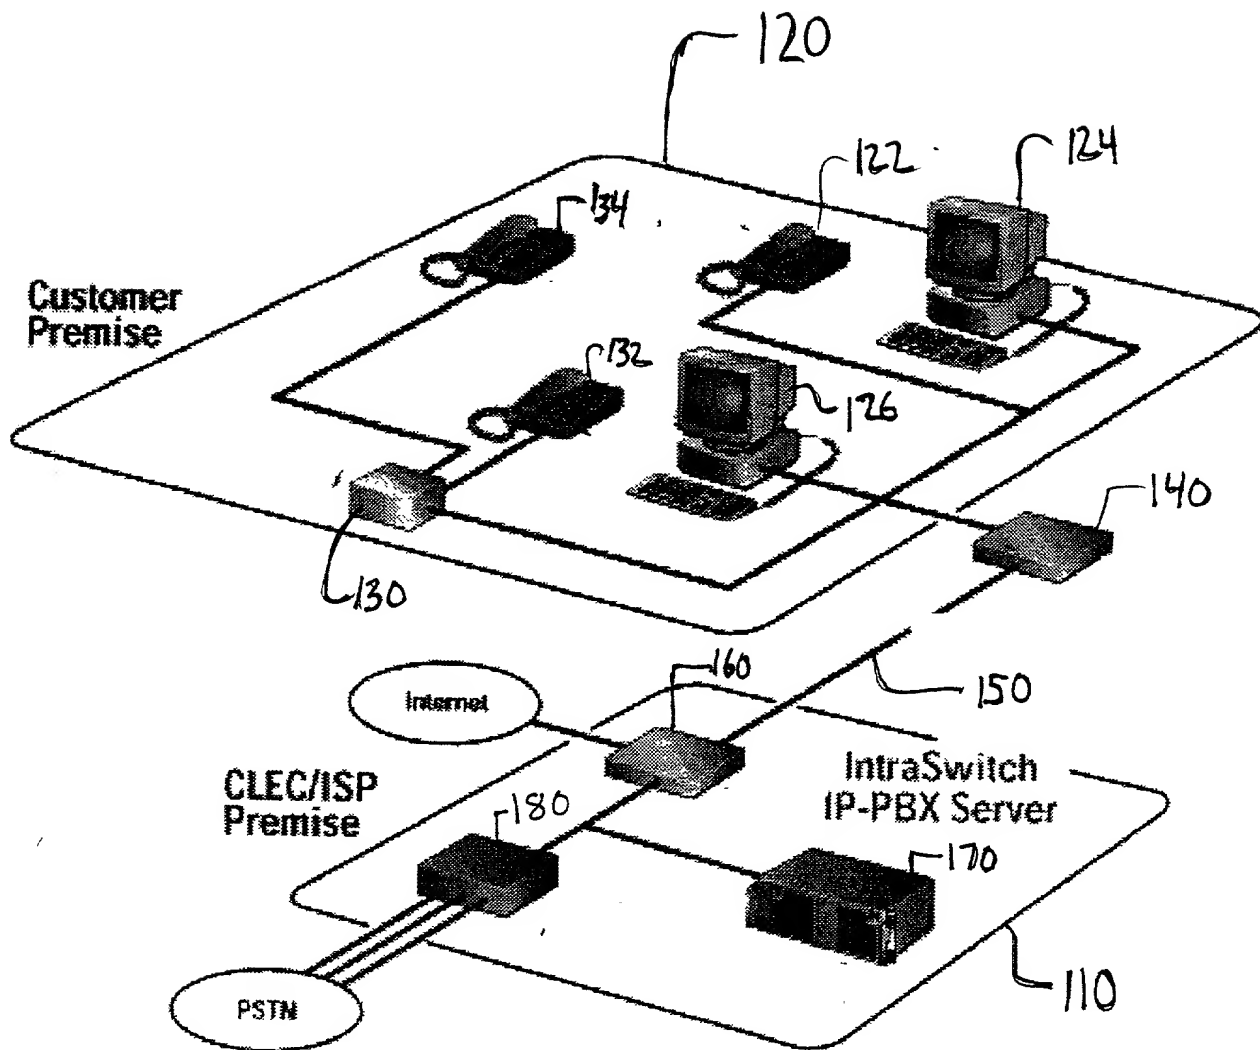 120
122
124
134
Customer
Premise
132
126
140
130
160
150
Internet
CLEC/ISP
Premise
IntraSwitch
IP-PBX Server
180
170
110
PSTN